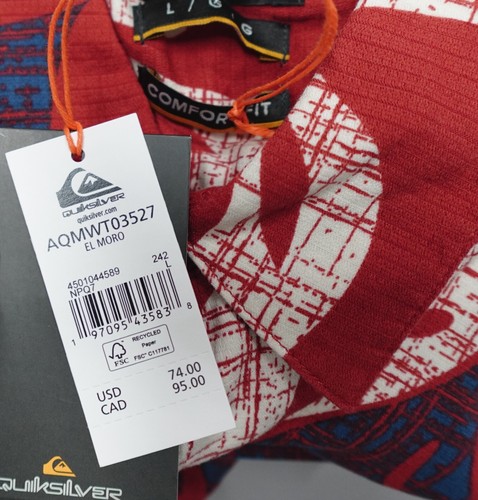 L / G / G
COMFORT FIT
QUIKSILVER
quiksilver.com
AQMWT03527
EL MORO
4501044589 242
NPQ7 L
1 97095 43583 8
FSC
RECYCLED
Paper
FSC® C117781
USD 74.00
CAD 95.00
QUIKSILVER